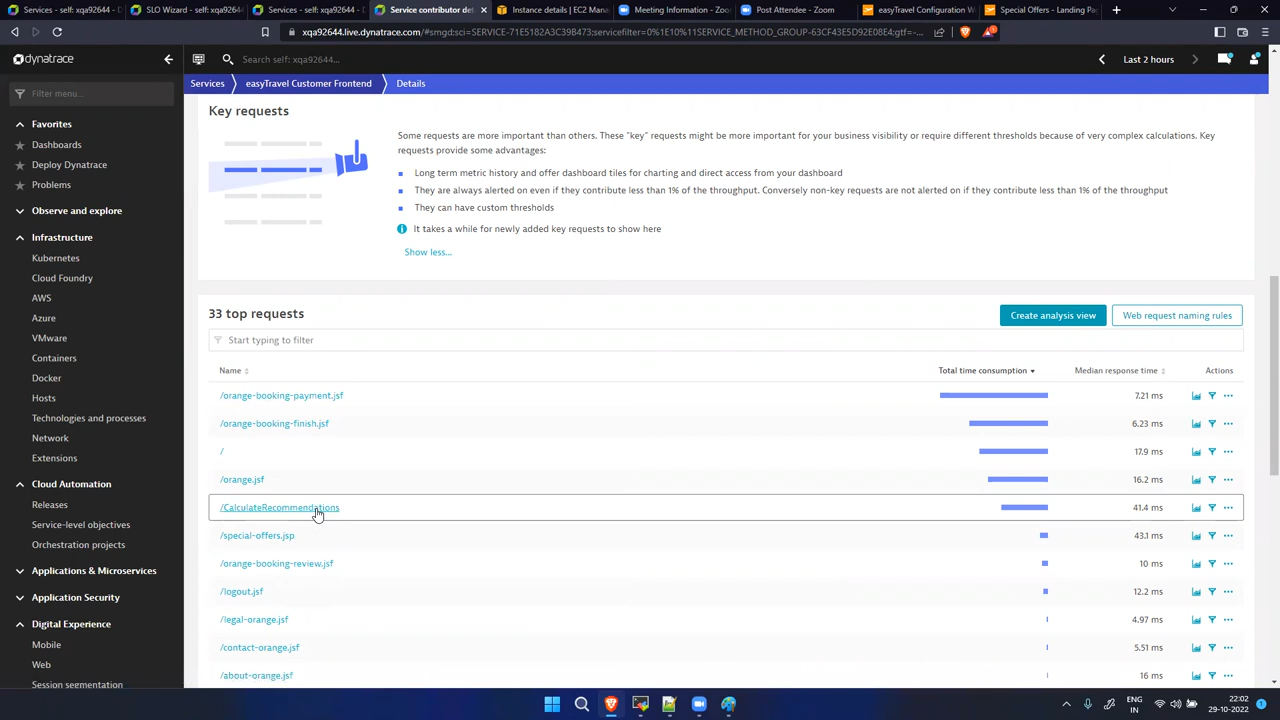 Services - self: xqa92644 - D
SLO Wizard - self: xqa92644...
Services - self: xqa92644 - D
Service contributor det
Instance details | EC2 Mana
Meeting Information - Zoo
Post Attendee - Zoom
easyTravel Configuration W
Special Offers - Landing Pa
xqa92644.live.dynatrace.com/#smgd;sci=SERVICE-71E5182A3C39B473;servicefilter=0%1E10%11SERVICE_METHOD_GROUP-63CF43E5D92E08E4;gtf=-...
dynatrace
Search self: xqa92644...
Last 2 hours
Services
easyTravel Customer Frontend
Details
Filter menu...
Favorites
Dashboards
Deploy Dynatrace
Problems
Observe and explore
Infrastructure
Kubernetes
Cloud Foundry
AWS
Azure
VMware
Containers
Docker
Hosts
Technologies and processes
Network
Extensions
Cloud Automation
Releases
Service-level objectives
Orchestration projects
Applications & Microservices
Application Security
Digital Experience
Mobile
Web
Session segmentation
Key requests
Some requests are more important than others. These "key" requests might be more important for your business visibility or require different thresholds because of very complex calculations. Key
requests provide some advantages:
Long term metric history and offer dashboard tiles for charting and direct access from your dashboard
They are always alerted on even if they contribute less than 1% of the throughput. Conversely non-key requests are not alerted on if they contribute less than 1% of the throughput
They can have custom thresholds
It takes a while for newly added key requests to show here
Show less...
33 top requests
Create analysis view
Web request naming rules
Start typing to filter
Name
Total time consumption
Median response time
Actions
/orange-booking-payment.jsf
7.21 ms
/orange-booking-finish.jsf
6.23 ms
/
17.9 ms
/orange.jsf
16.2 ms
/CalculateRecommendations
41.4 ms
/special-offers.jsp
43.1 ms
/orange-booking-review.jsf
10 ms
/logout.jsf
12.2 ms
/legal-orange.jsf
4.97 ms
/contact-orange.jsf
5.51 ms
/about-orange.jsf
16 ms
ENG
IN
22:02
29-10-2022